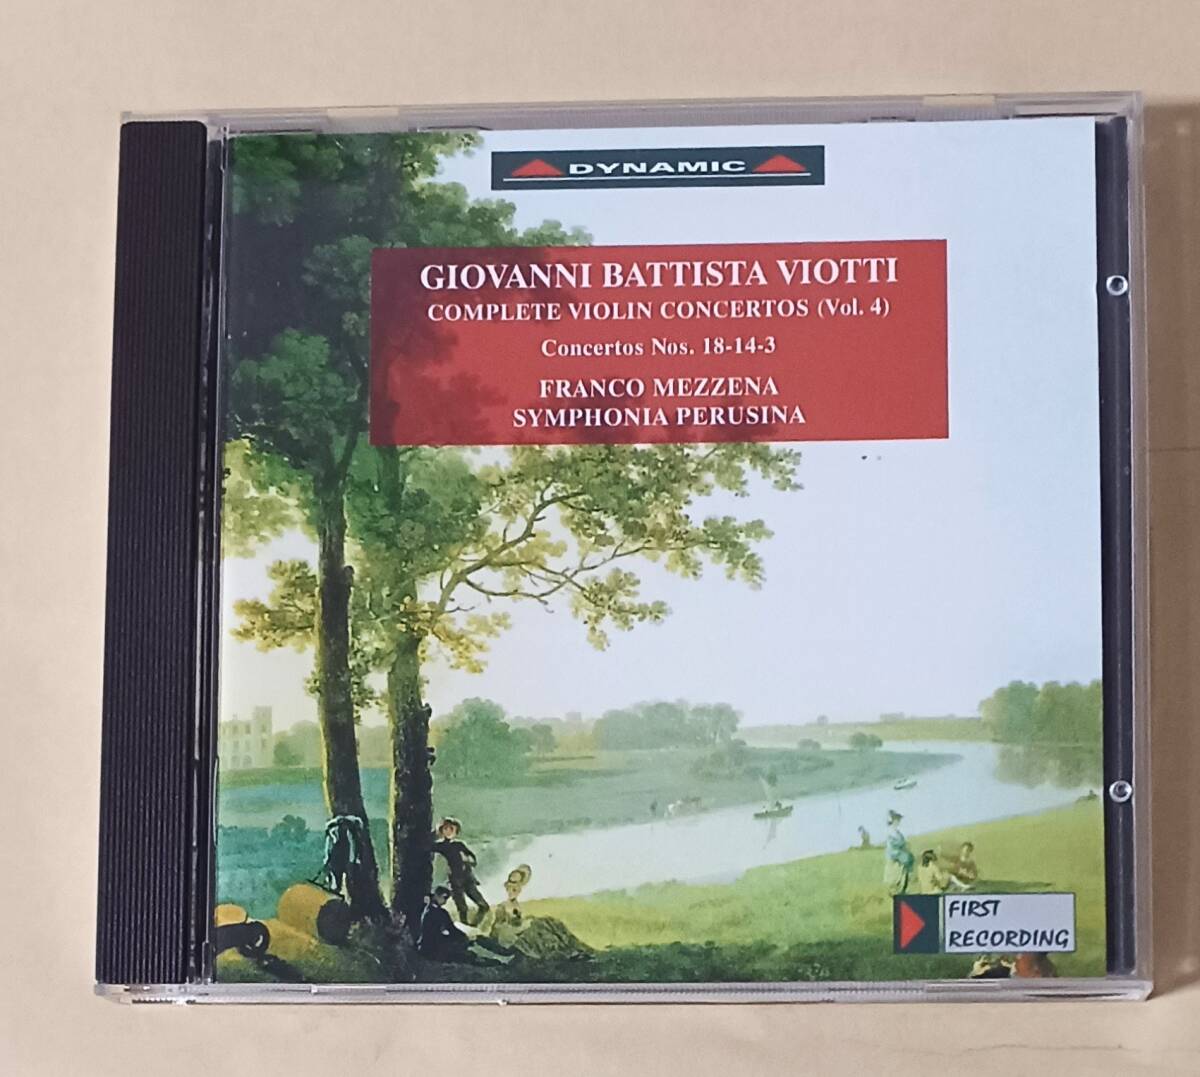 DYNAMIC
GIOVANNI BATTISTA VIOTTI
COMPLETE VIOLIN CONCERTOS (Vol. 4)
Concertos Nos. 18-14-3
FRANCO MEZZENA
SYMPHONIA PERUSINA
FIRST
RECORDING